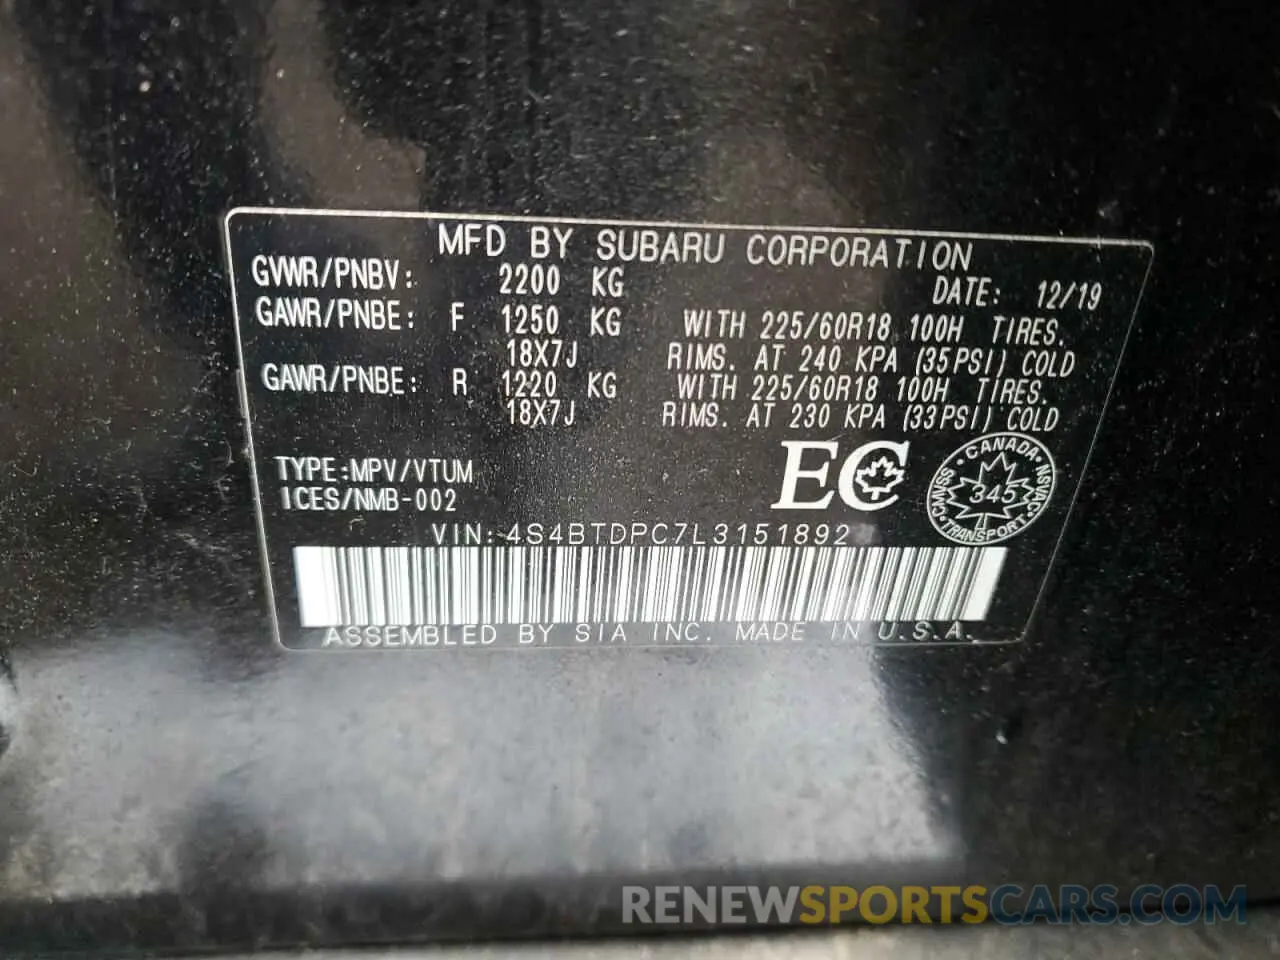 MFD BY SUBARU CORPORATION
GVWR/PNBV: 2200 KG DATE: 12/19
GAWR/PNBE: F 1250 KG WITH 225/60R18 100H TIRES.
18X7J RIMS. AT 240 KPA (35PSI) COLD
GAWR/PNBE: R 1220 KG WITH 225/60R18 100H TIRES.
18X7J RIMS. AT 230 KPA (33PSI) COLD
TYPE:MPV/VTUM
ICES/NMB-002
EC
CANADA
CMVSS 345 NSVAC
TRANSPORT
VIN:4S4BTDPC7L3151892
ASSEMBLED BY SIA INC. MADE IN U.S.A.
RENEWSPORTSCARS.COM